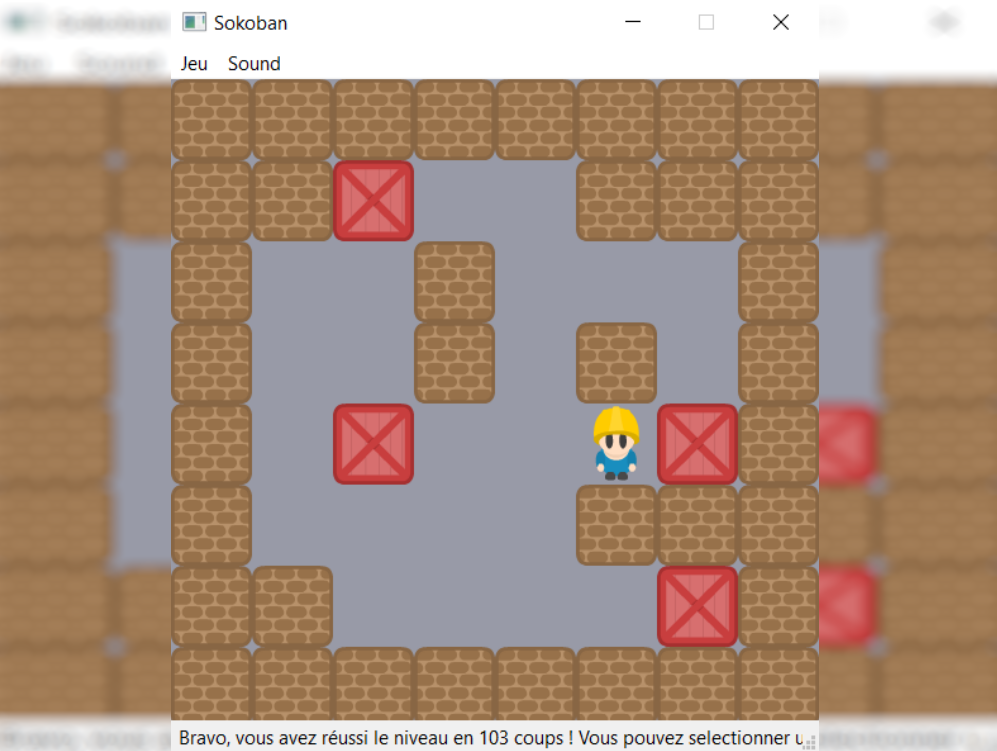 Sokoban
Jeu Sound
Bravo, vous avez réussi le niveau en 103 coups ! Vous pouvez selectionner